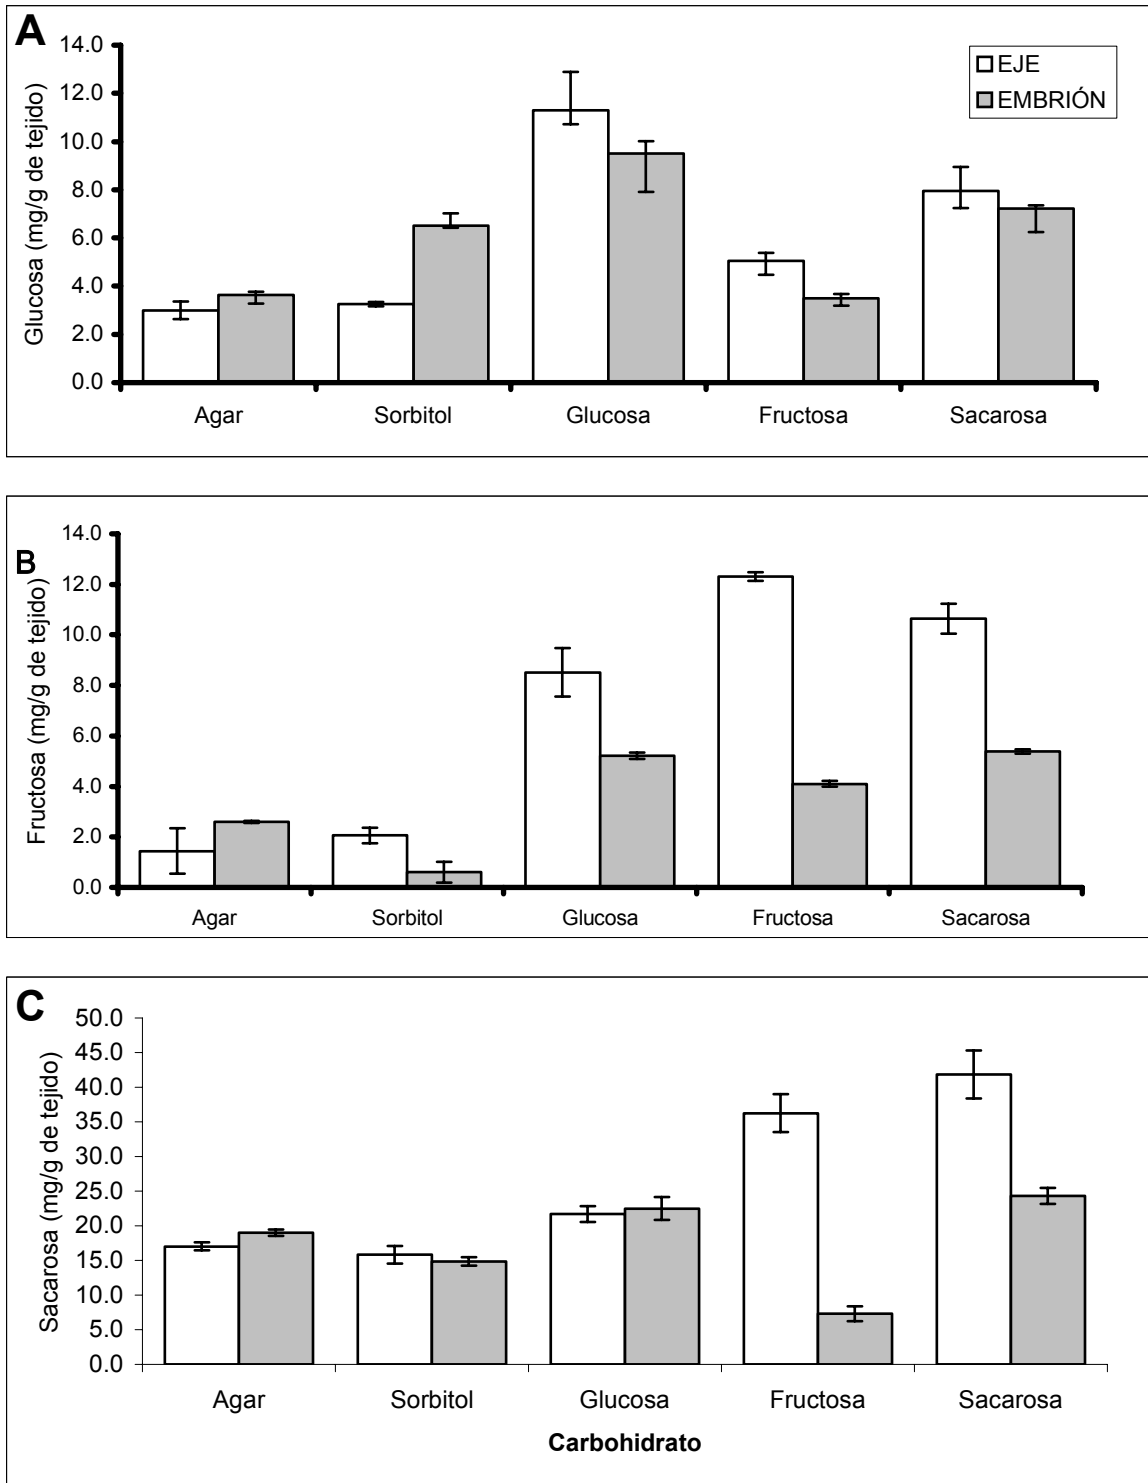 A
Glucosa (mg/g de tejido)
14.0
12.0
10.0
8.0
6.0
4.0
2.0
0.0
EJE
EMBRIÓN
Agar Sorbitol Glucosa Fructosa Sacarosa
B
Fructosa (mg/g de tejido)
14.0
12.0
10.0
8.0
6.0
4.0
2.0
0.0
Agar Sorbitol Glucosa Fructosa Sacarosa
C
Sacarosa (mg/g de tejido)
50.0
45.0
40.0
35.0
30.0
25.0
20.0
15.0
10.0
5.0
0.0
Agar Sorbitol Glucosa Fructosa Sacarosa
Carbohidrato